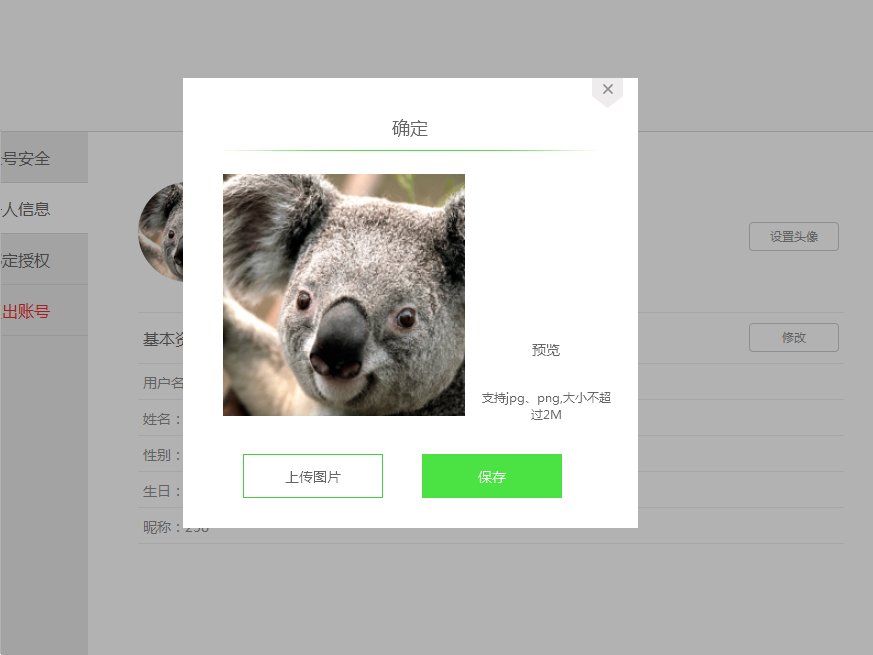 确定
号安全
人信息
定授权
出账号
设置头像
基本资
修改
用户名
姓名：
性别：
生日：
昵称：
预览
支持jpg、png,大小不超
过2M
上传图片
保存